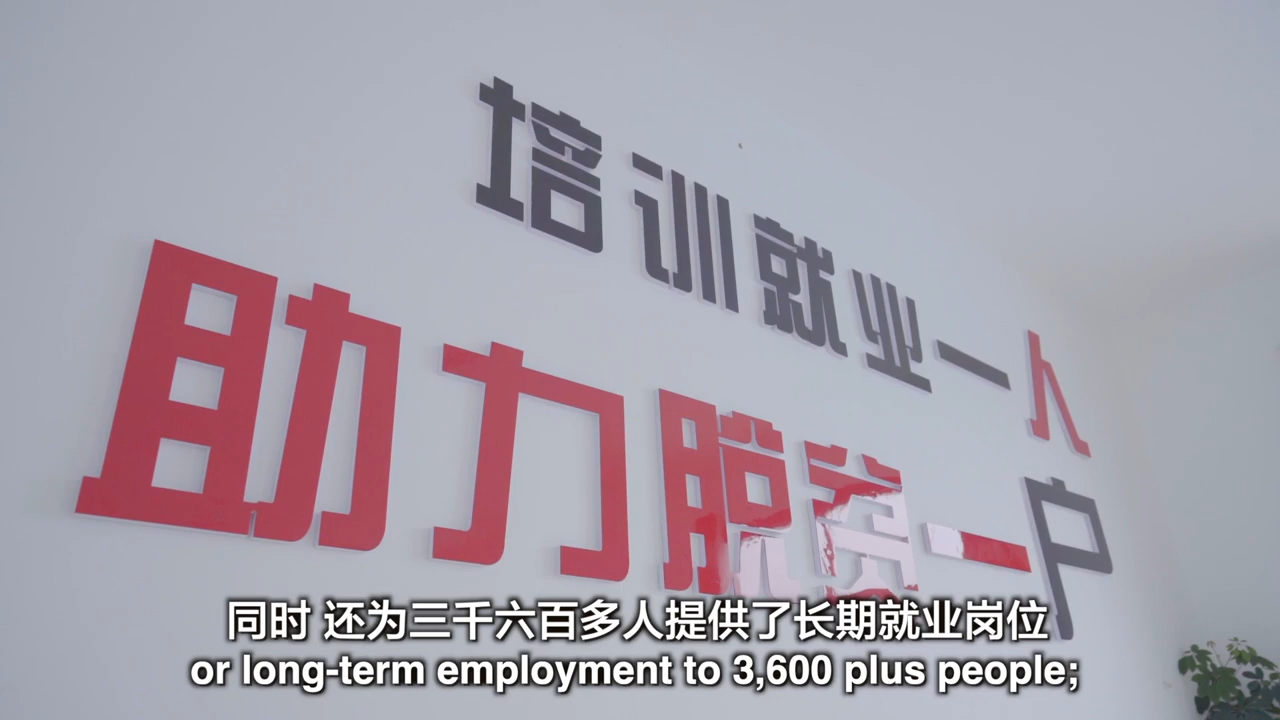 培训就业一人
助力脱贫一户
同时 还为三千六百多人提供了长期就业岗位
or long-term employment to 3,600 plus people;